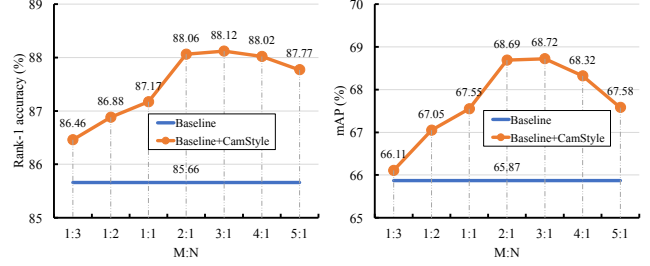 89
88
87
86
85
Rank-1 accuracy (%)
86.46
86.88
87.17
88.06
88.12
88.02
87.77
Baseline
Baseline+CamStyle
85.66
1:3 1:2 1:1 2:1 3:1 4:1 5:1
M:N
70
69
68
67
66
65
mAP (%)
66.11
67.05
67.55
68.69
68.72
68.32
67.58
Baseline
Baseline+CamStyle
65.87
1:3 1:2 1:1 2:1 3:1 4:1 5:1
M:N